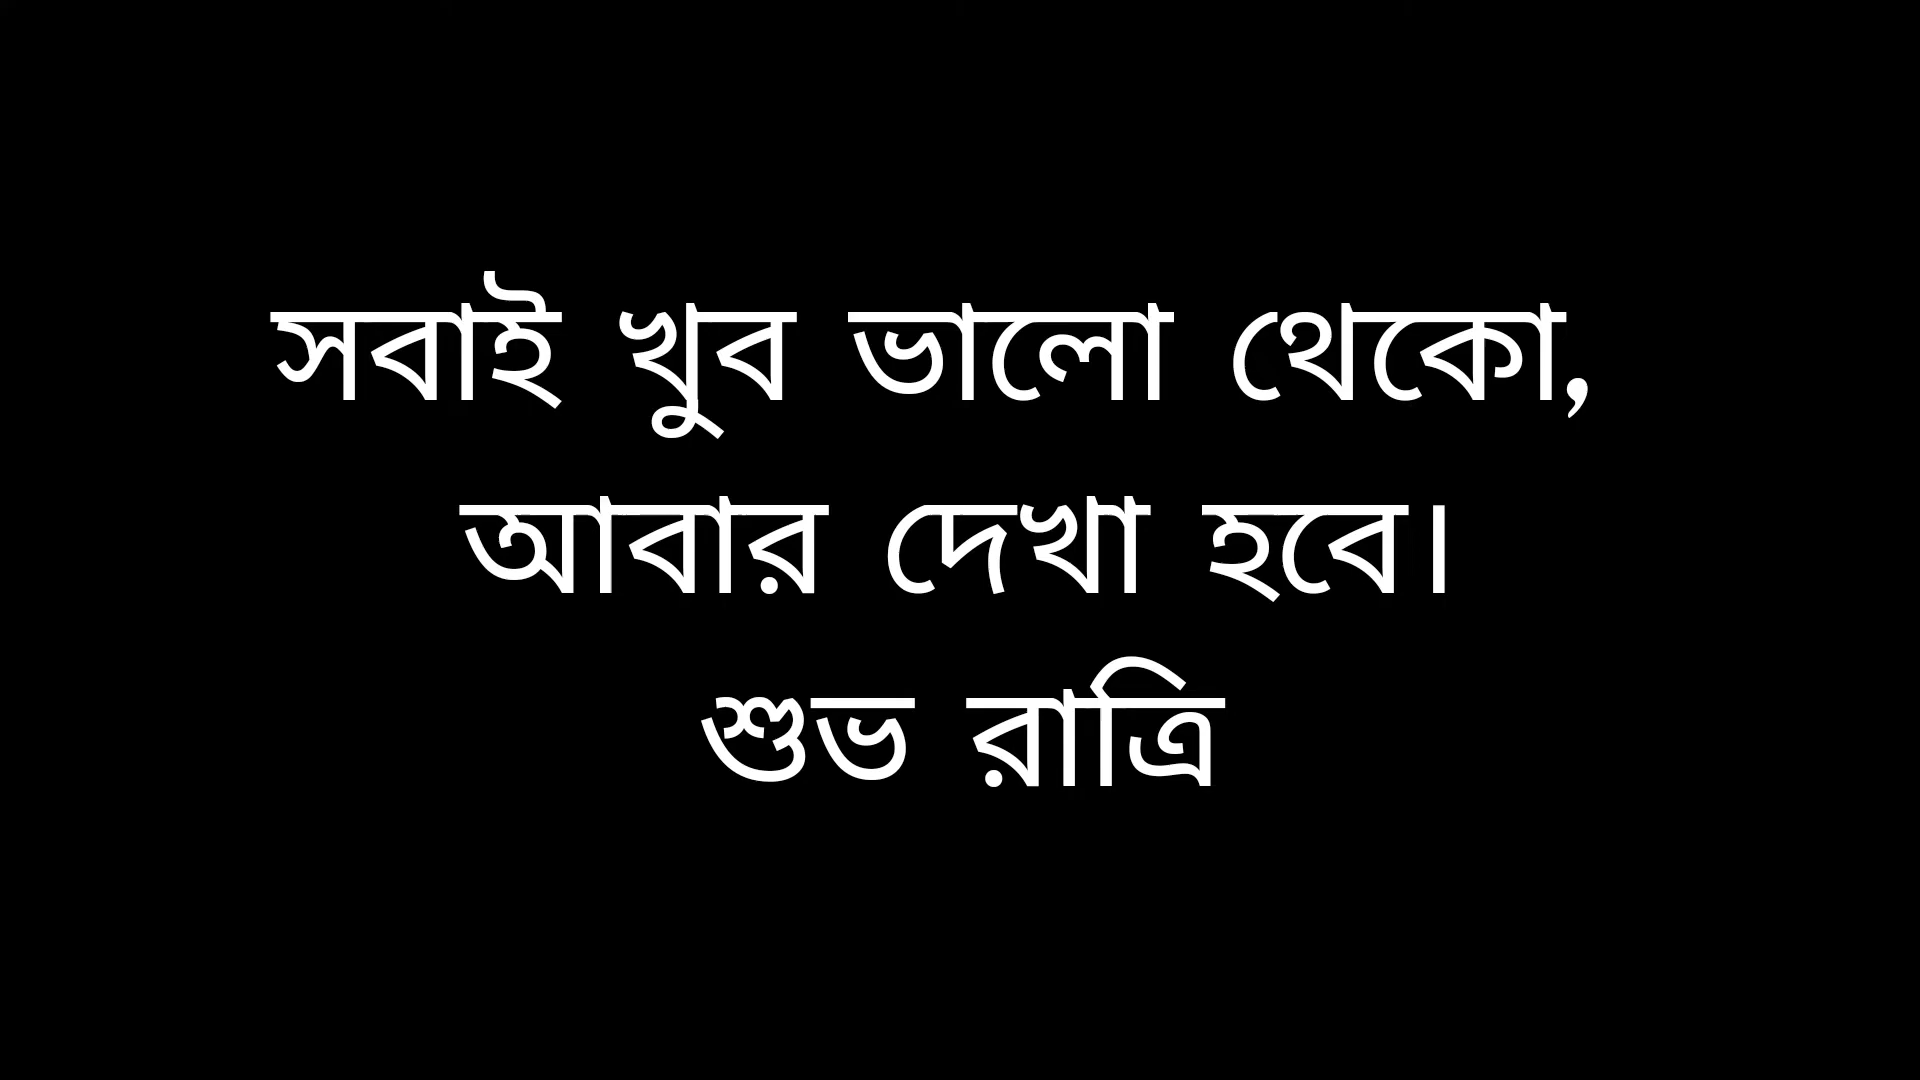 সবাই খুব ভালো থেকো,
আবার দেখা হবে।
শুভ রাত্রি